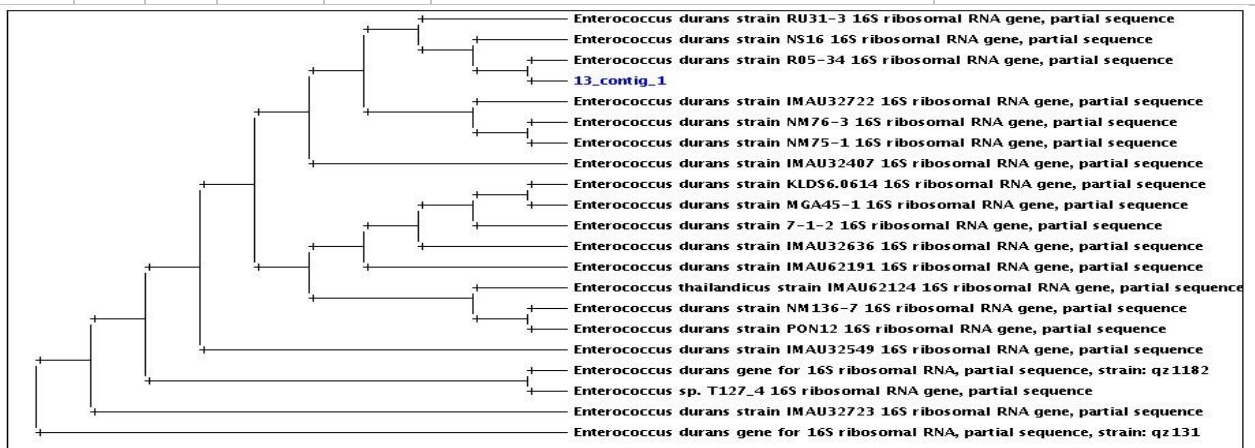 Enterococcus durans strain RU31-3 16S ribosomal RNA gene, partial sequence
Enterococcus durans strain NS16 16S ribosomal RNA gene, partial sequence
Enterococcus durans strain R05-34 16S ribosomal RNA gene, partial sequence
13_contig_1
Enterococcus durans strain IMAU32722 16S ribosomal RNA gene, partial sequence
Enterococcus durans strain NM76-3 16S ribosomal RNA gene, partial sequence
Enterococcus durans strain NM75-1 16S ribosomal RNA gene, partial sequence
Enterococcus durans strain IMAU32407 16S ribosomal RNA gene, partial sequence
Enterococcus durans strain KLDS6.0614 16S ribosomal RNA gene, partial sequence
Enterococcus durans strain MGA45-1 16S ribosomal RNA gene, partial sequence
Enterococcus durans strain 7-1-2 16S ribosomal RNA gene, partial sequence
Enterococcus durans strain IMAU32636 16S ribosomal RNA gene, partial sequence
Enterococcus durans strain IMAU62191 16S ribosomal RNA gene, partial sequence
Enterococcus thailandicus strain IMAU62124 16S ribosomal RNA gene, partial sequence
Enterococcus durans strain NM136-7 16S ribosomal RNA gene, partial sequence
Enterococcus durans strain PON12 16S ribosomal RNA gene, partial sequence
Enterococcus durans strain IMAU32549 16S ribosomal RNA gene, partial sequence
Enterococcus durans gene for 16S ribosomal RNA, partial sequence, strain: qz1182
Enterococcus sp. T127_4 16S ribosomal RNA gene, partial sequence
Enterococcus durans strain IMAU32723 16S ribosomal RNA gene, partial sequence
Enterococcus durans gene for 16S ribosomal RNA, partial sequence, strain: qz131